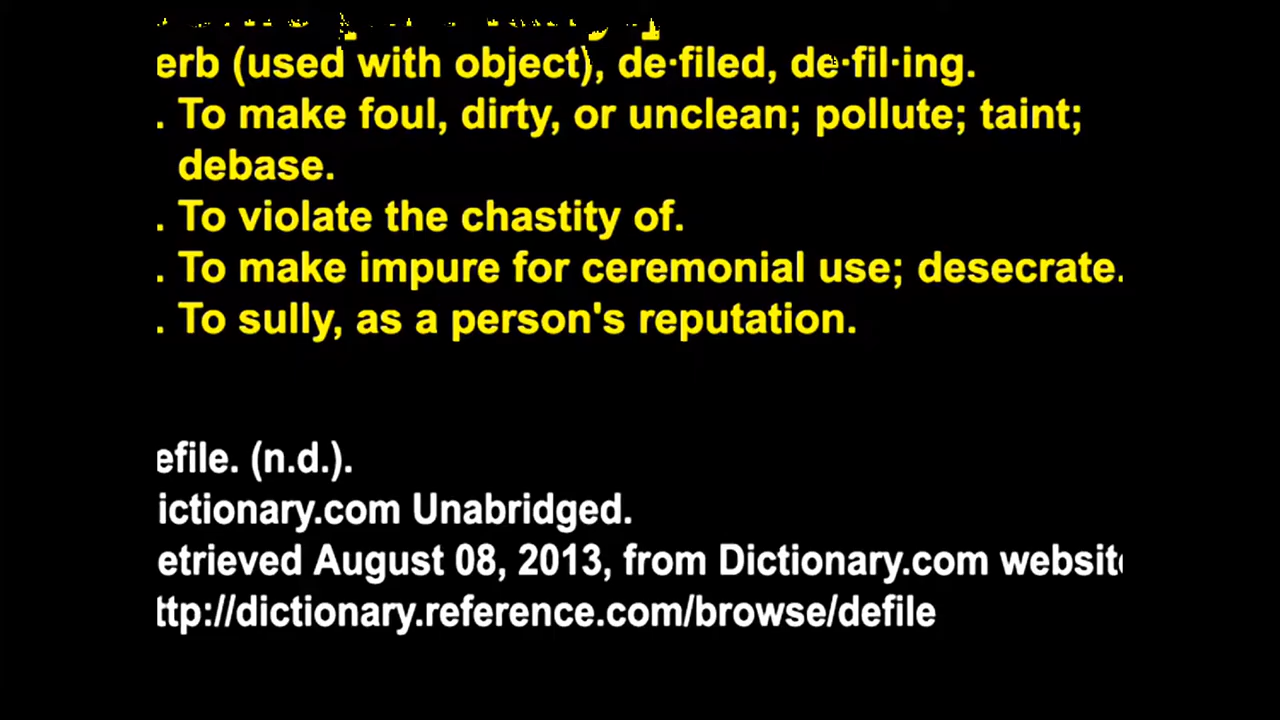 erb (used with object), de·filed, de·fil·ing.
. To make foul, dirty, or unclean; pollute; taint;
debase.
. To violate the chastity of.
. To make impure for ceremonial use; desecrate.
. To sully, as a person's reputation.
efile. (n.d.).
ictionary.com Unabridged.
etrieved August 08, 2013, from Dictionary.com website
ttp://dictionary.reference.com/browse/defile